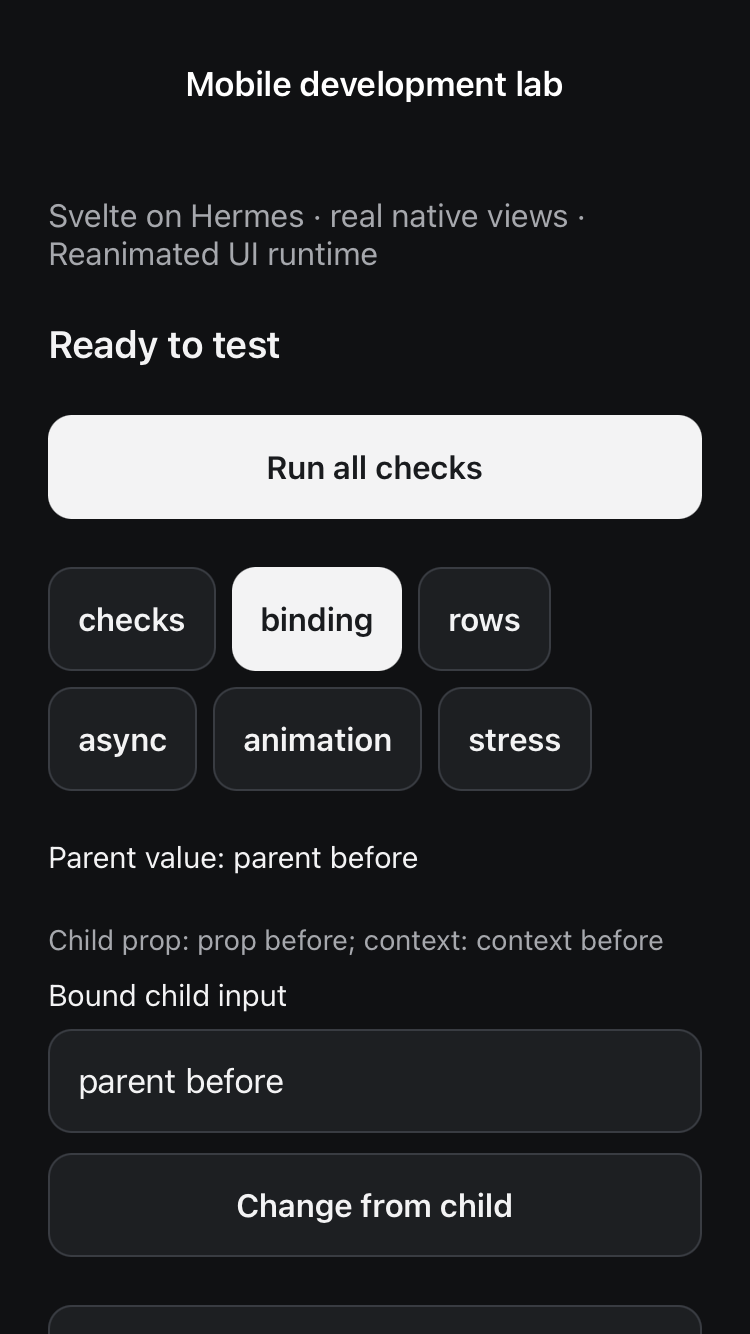 Mobile development lab
Svelte on Hermes · real native views ·
Reanimated UI runtime
Ready to test
Run all checks
checks binding rows
async animation stress
Parent value: parent before
Child prop: prop before; context: context before
Bound child input
parent before
Change from child